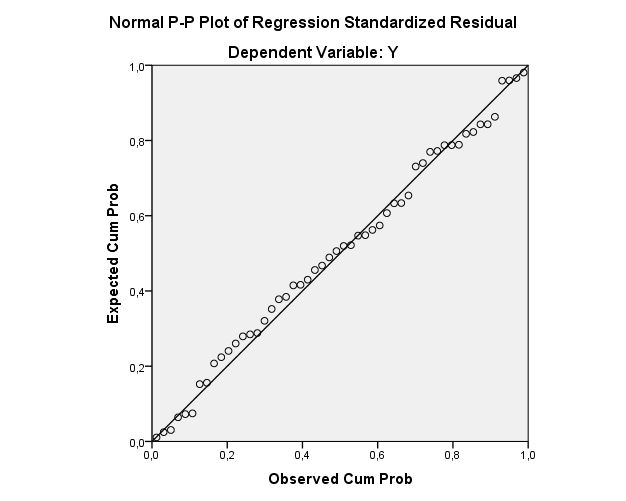 Normal P-P Plot of Regression Standardized Residual
Dependent Variable: Y
Expected Cum Prob
1,0
0,8
0,6
0,4
0,2
0,0
0,0 0,2 0,4 0,6 0,8 1,0
Observed Cum Prob